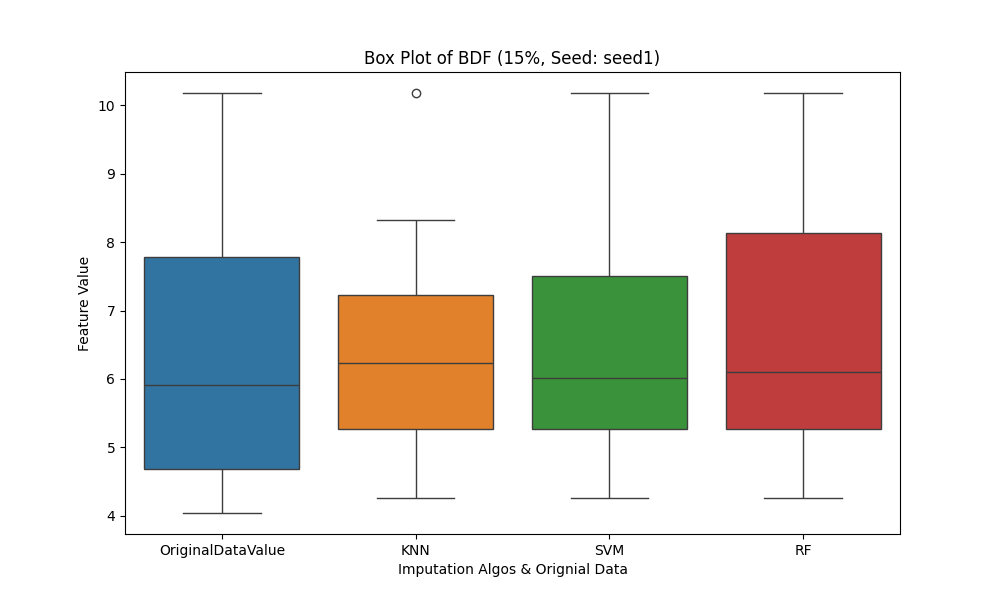 Box Plot of BDF (15%, Seed: seed1)
Feature Value
10
9
8
7
6
5
4
OriginalDataValue KNN SVM RF
Imputation Algos & Orignial Data